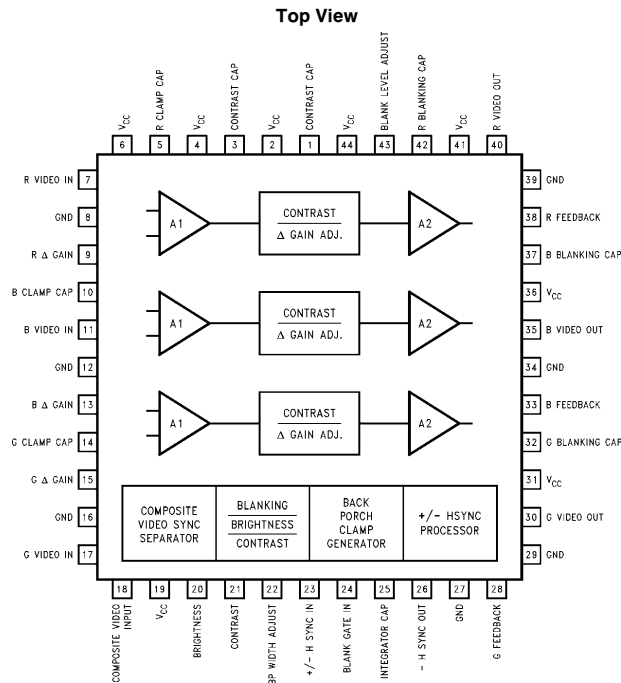 Top View
6 V_CC
5 R CLAMP CAP
4 V_CC
3 CONTRAST CAP
2 V_CC
1 CONTRAST CAP
44 V_CC
43 BLANK LEVEL ADJUST
42 R BLANKING CAP
41 V_CC
40 R VIDEO OUT
R VIDEO IN 7
GND 8
R Δ GAIN 9
B CLAMP CAP 10
B VIDEO IN 11
GND 12
B Δ GAIN 13
G CLAMP CAP 14
G Δ GAIN 15
GND 16
G VIDEO IN 17
A1
CONTRAST
Δ GAIN ADJ.
A2
A1
CONTRAST
Δ GAIN ADJ.
A2
A1
CONTRAST
Δ GAIN ADJ.
A2
COMPOSITE
VIDEO SYNC
SEPARATOR
BLANKING
BRIGHTNESS
CONTRAST
BACK
PORCH
CLAMP
GENERATOR
+/− HSYNC
PROCESSOR
39 GND
38 R FEEDBACK
37 B BLANKING CAP
36 V_CC
35 B VIDEO OUT
34 GND
33 B FEEDBACK
32 G BLANKING CAP
31 V_CC
30 G VIDEO OUT
29 GND
18 COMPOSITE VIDEO
INPUT
19 V_CC
20 BRIGHTNESS
21 CONTRAST
22 BP WIDTH ADJUST
23 +/− H SYNC IN
24 BLANK GATE IN
25 INTEGRATOR CAP
26 − H SYNC OUT
27 GND
28 G FEEDBACK